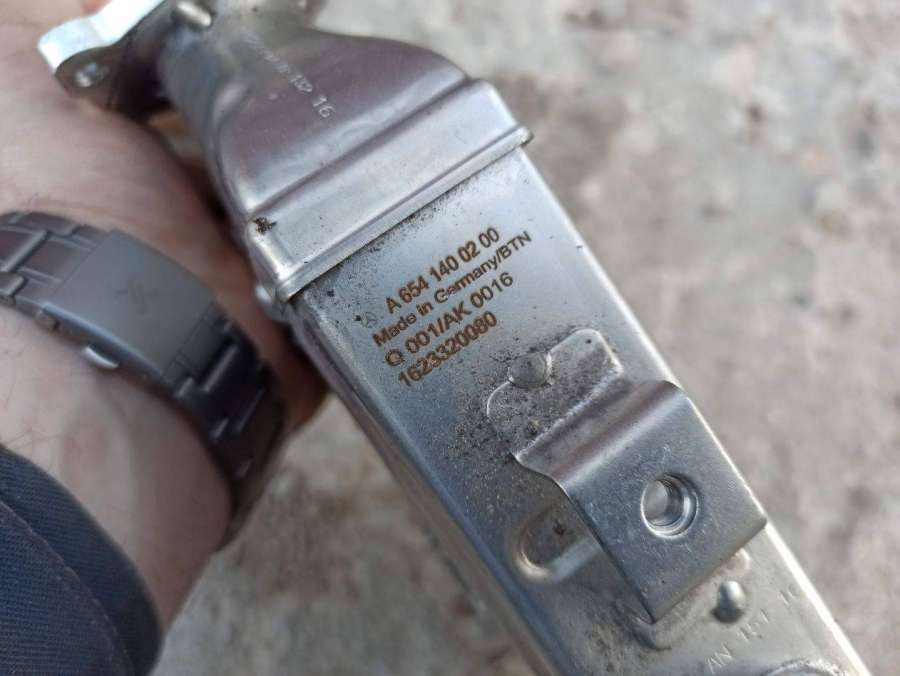 A 654 140 02 00
Made in Germany/BTN
Q 001/AK 0016
1623320080